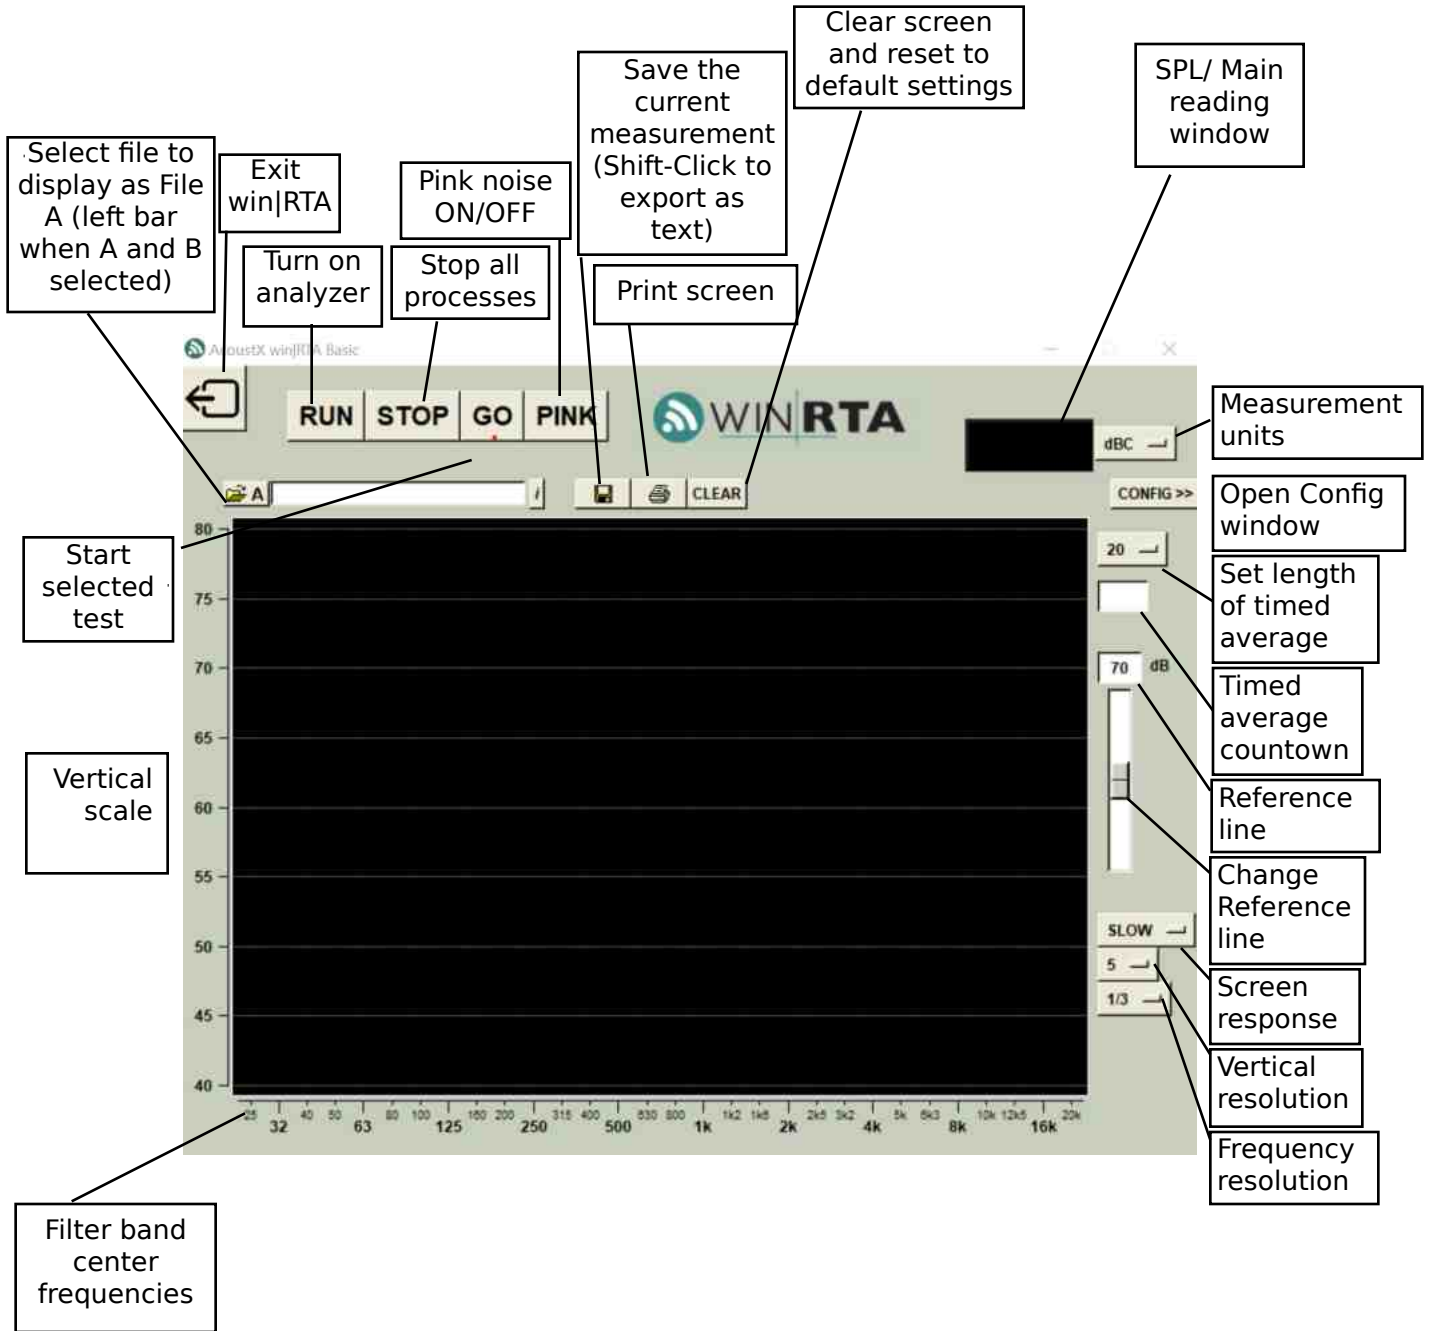 Clear screen
and reset to
default settings
Save the
current
measurement
(Shift-Click to
export as
text)
SPL/ Main
reading
window
Select file to
display as File
A (left bar
when A and B
selected)
Exit
win|RTA
Pink noise
ON/OFF
Turn on
analyzer
Stop all
processes
Print screen
AcoustX win|RTA Basic
RUN STOP GO PINK
WIN|RTA
dBC
Measurement
units
A
i
CLEAR
CONFIG >>
Open Config
window
Start
selected
test
20
Set length
of timed
average
70 dB
Timed
average
countown
Reference
line
Vertical
scale
Change
Reference
line
SLOW
5
1/3
Screen
response
Vertical
resolution
Frequency
resolution
80
75
70
65
60
55
50
45
40
25 40 50 80 100 160 200 315 400 630 800 1k2 1k6 2k5 3k2 5k 6k3 10k 12k5 20k
32 63 125 250 500 1k 2k 4k 8k 16k
Filter band
center
frequencies